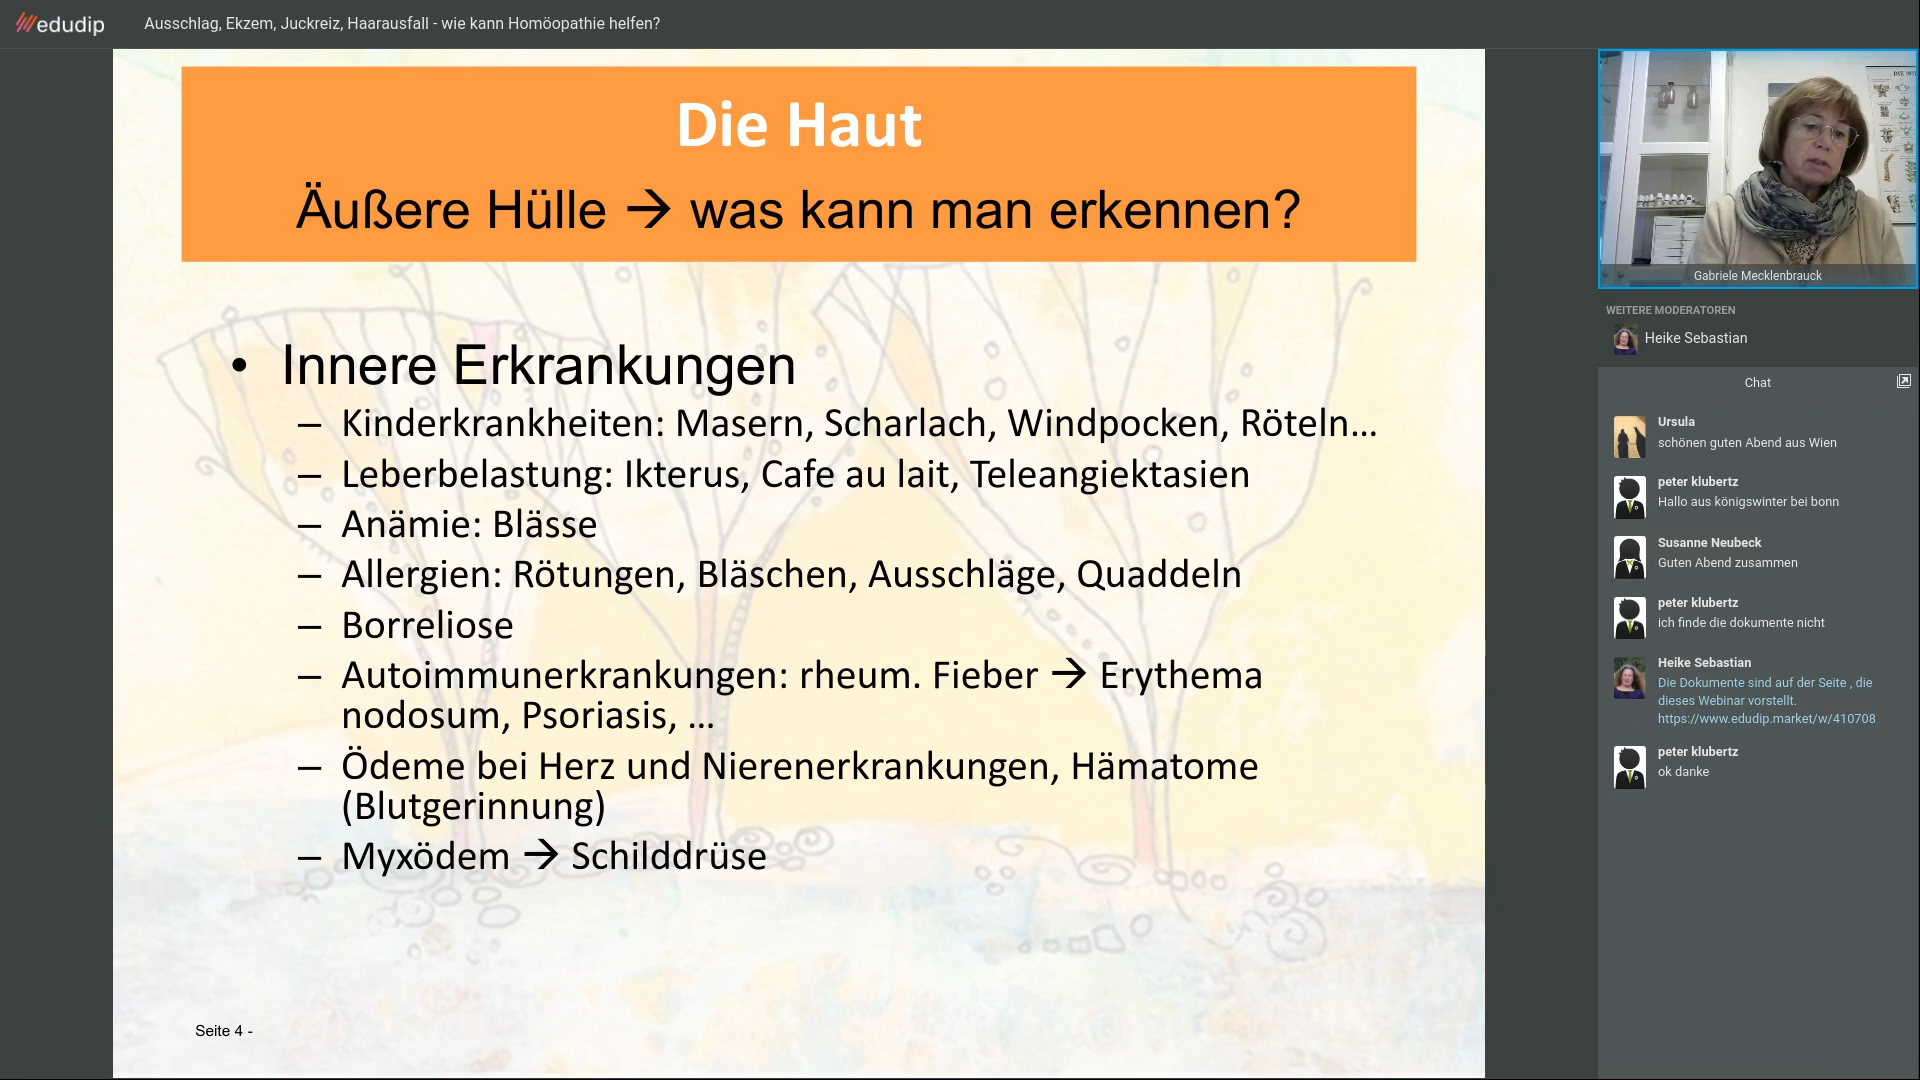 edudip
Ausschlag, Ekzem, Juckreiz, Haarausfall - wie kann Homöopathie helfen?
Die Haut
Äußere Hülle → was kann man erkennen?
• Innere Erkrankungen
– Kinderkrankheiten: Masern, Scharlach, Windpocken, Röteln...
– Leberbelastung: Ikterus, Cafe au lait, Teleangiektasien
– Anämie: Blässe
– Allergien: Rötungen, Bläschen, Ausschläge, Quaddeln
– Borreliose
– Autoimmunerkrankungen: rheum. Fieber → Erythema
nodosum, Psoriasis, ...
– Ödeme bei Herz und Nierenerkrankungen, Hämatome
(Blutgerinnung)
– Myxödem → Schilddrüse
Seite 4 -
Gabriele Mecklenbrauck
WEITERE MODERATOREN
Heike Sebastian
Chat
Ursula
schönen guten Abend aus Wien
peter klubertz
Hallo aus königswinter bei bonn
Susanne Neubeck
Guten Abend zusammen
peter klubertz
ich finde die dokumente nicht
Heike Sebastian
Die Dokumente sind auf der Seite , die
dieses Webinar vorstellt.
https://www.edudip.market/w/410708
peter klubertz
ok danke